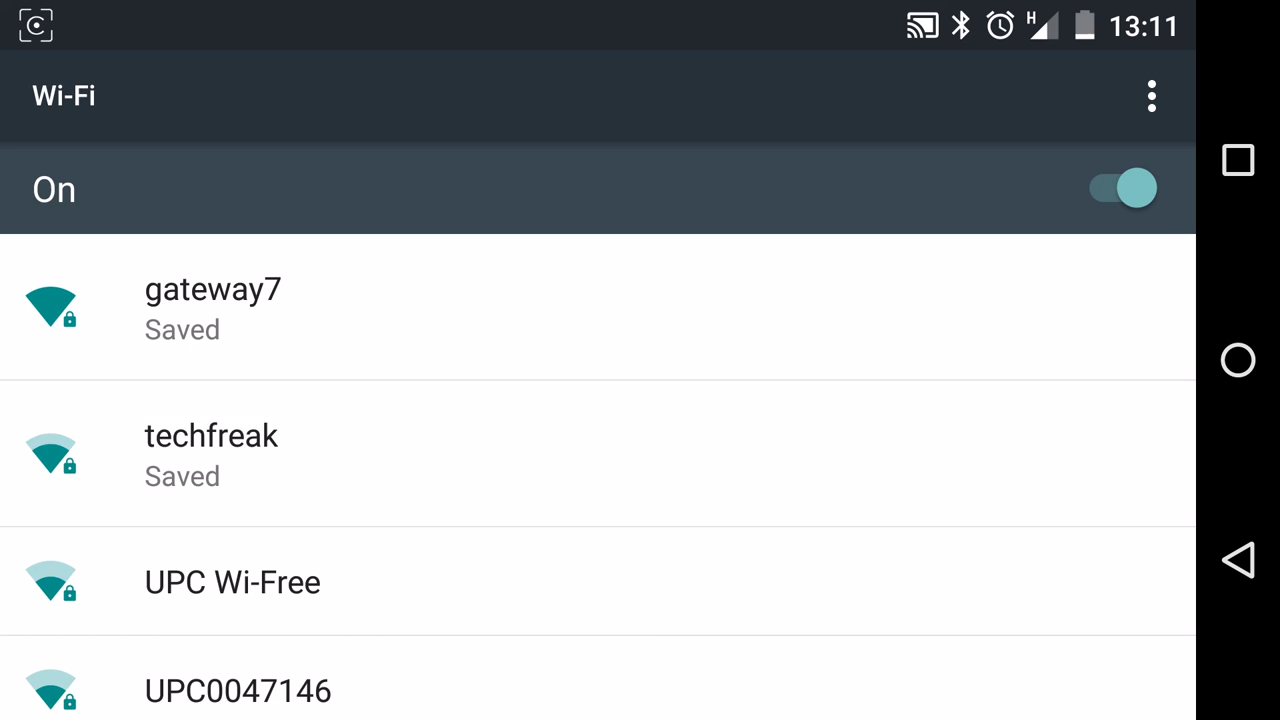 H 13:11
Wi-Fi
On
gateway7
Saved
techfreak
Saved
UPC Wi-Free
UPC0047146